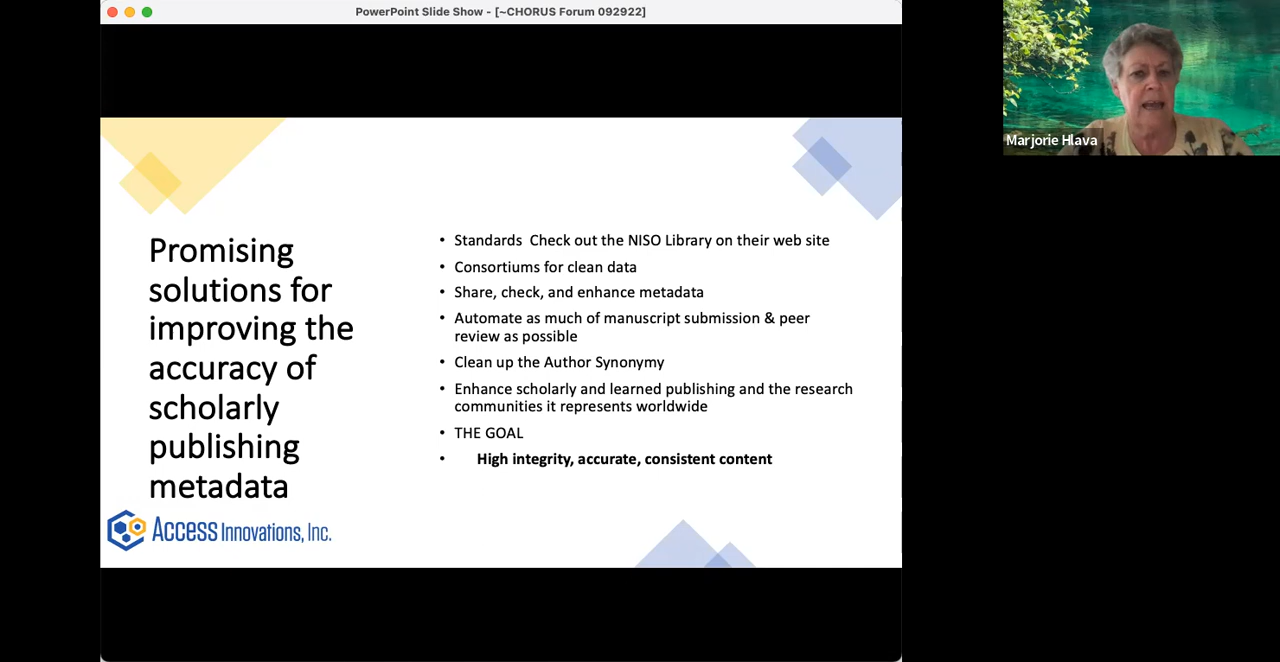 PowerPoint Slide Show - [~CHORUS Forum 092922]
Marjorie Hlava
Promising
solutions for
improving the
accuracy of
scholarly
publishing
metadata
• Standards  Check out the NISO Library on their web site
• Consortiums for clean data
• Share, check, and enhance metadata
• Automate as much of manuscript submission & peer
review as possible
• Clean up the Author Synonymy
• Enhance scholarly and learned publishing and the research
communities it represents worldwide
• THE GOAL
• High integrity, accurate, consistent content
Access Innovations, Inc.